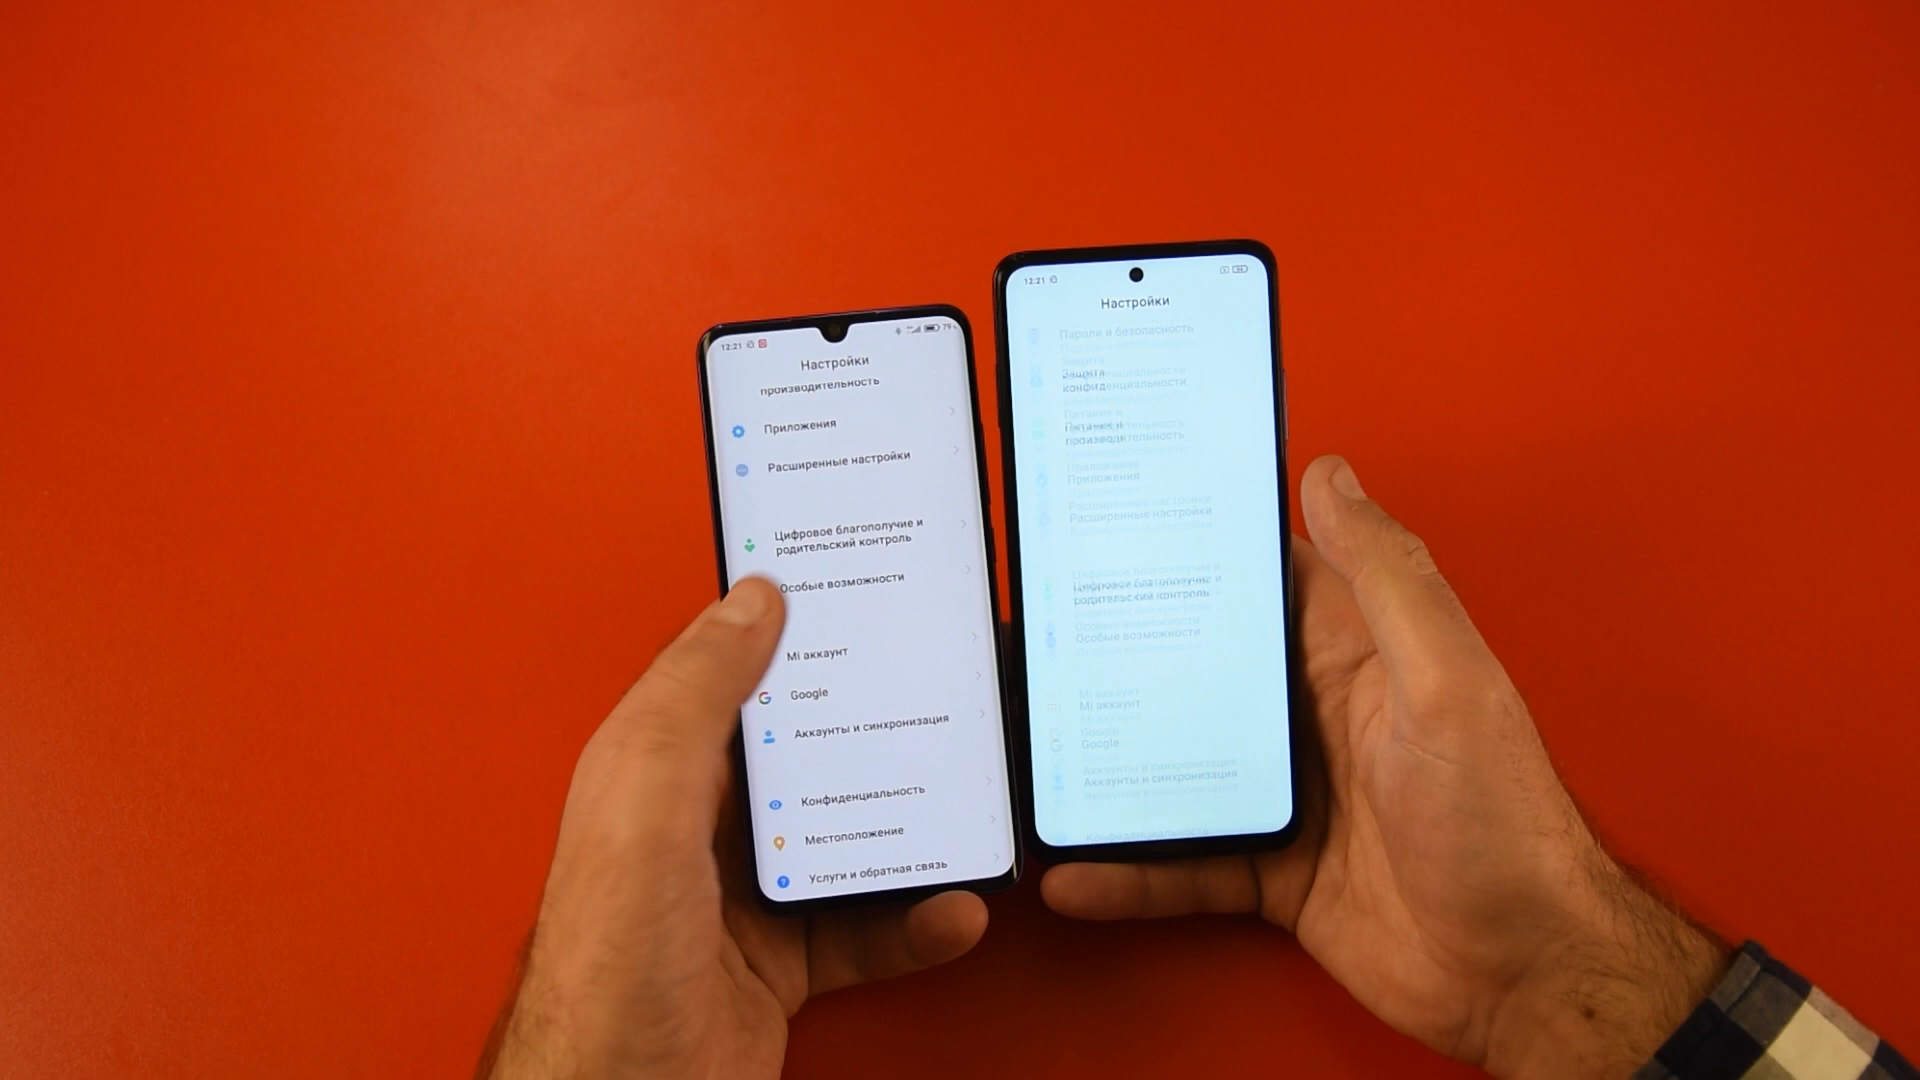 12:21
79
Настройки
производительность
Приложения
Расширенные настройки
Цифровое благополучие и
родительский контроль
Особые возможности
Mi аккаунт
Google
Аккаунты и синхронизация
Конфиденциальность
Местоположение
Услуги и обратная связь
12:21
Настройки
Пароли и безопасность
Защита
конфиденциальности
Питание и
производительность
Приложения
Расширенные настройки
Цифровое благополучие и
родительский контроль
Особые возможности
Mi аккаунт
Google
Аккаунты и синхронизация
Конфиденциальность